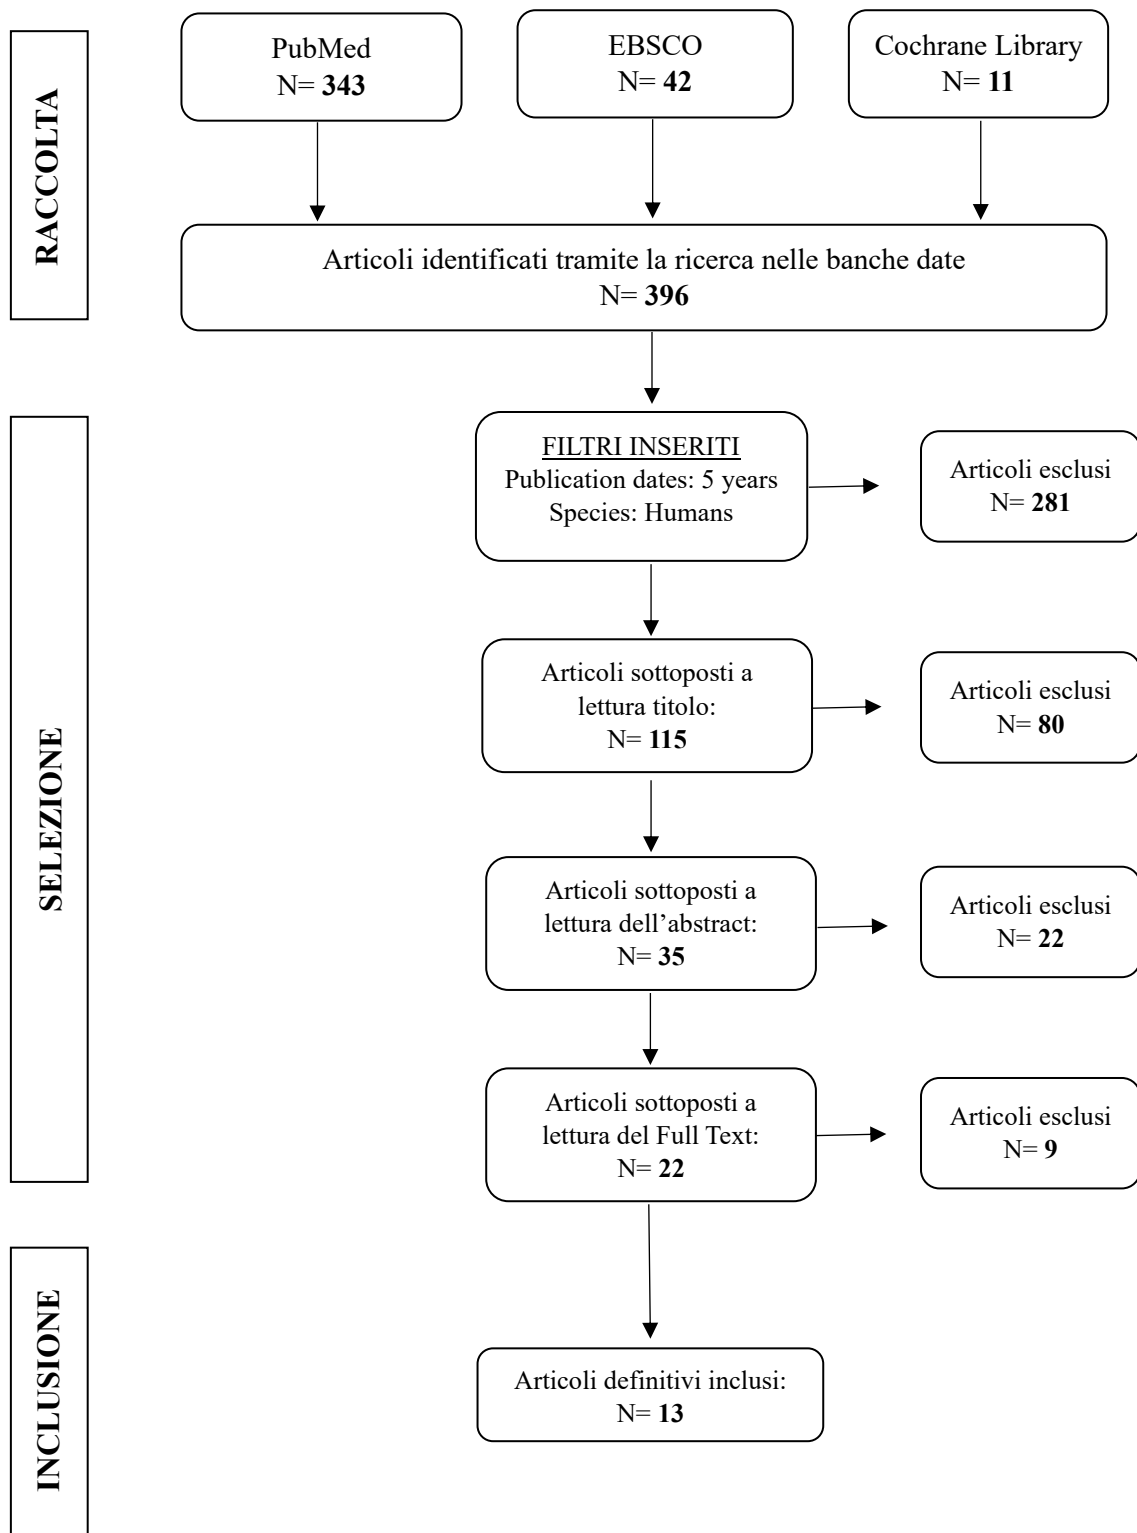 RACCOLTA
PubMed
N= 343
EBSCO
N= 42
Cochrane Library
N= 11
Articoli identificati tramite la ricerca nelle banche date
N= 396
SELEZIONE
FILTRI INSERITI
Publication dates: 5 years
Species: Humans
Articoli esclusi
N= 281
Articoli sottoposti a
lettura titolo:
N= 115
Articoli esclusi
N= 80
Articoli sottoposti a
lettura dell’abstract:
N= 35
Articoli esclusi
N= 22
Articoli sottoposti a
lettura del Full Text:
N= 22
Articoli esclusi
N= 9
INCLUSIONE
Articoli definitivi inclusi:
N= 13